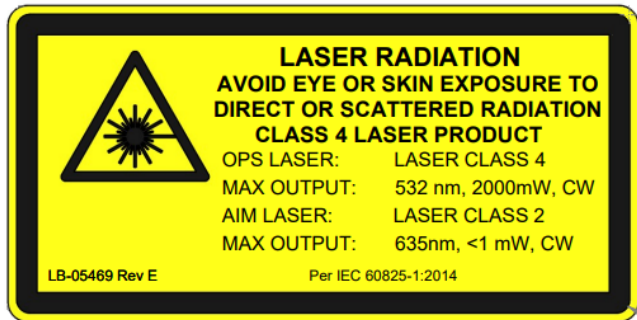 LASER RADIATION
AVOID EYE OR SKIN EXPOSURE TO
DIRECT OR SCATTERED RADIATION
CLASS 4 LASER PRODUCT
OPS LASER: LASER CLASS 4
MAX OUTPUT: 532 nm, 2000mW, CW
AIM LASER: LASER CLASS 2
MAX OUTPUT: 635nm, <1 mW, CW
LB-05469 Rev E Per IEC 60825-1:2014